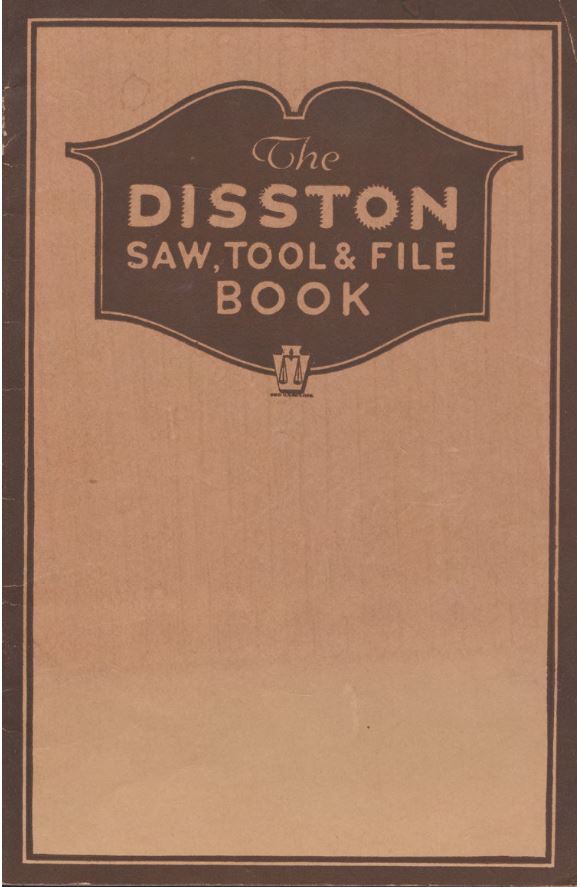 The
DISSTON
SAW, TOOL & FILE
BOOK